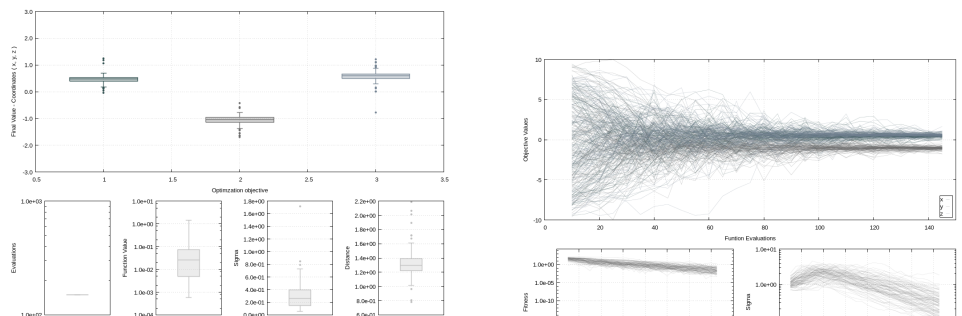 3.0
2.0
1.0
0.0
-1.0
-2.0
-3.0
Final Value - Coordinates ( x, y, z )
0.5 1 1.5 2 2.5 3 3.5
Optimzation objective
1.0e+03
1.0e+02
Evaluations
1.0e+01
1.0e+00
1.0e-01
1.0e-02
1.0e-03
1.0e-04
Function Value
1.8e+00
1.6e+00
1.4e+00
1.2e+00
1.0e+00
8.0e-01
6.0e-01
4.0e-01
2.0e-01
0.0e+00
Sigma
2.2e+00
2.0e+00
1.8e+00
1.6e+00
1.4e+00
1.2e+00
1.0e+00
8.0e-01
6.0e-01
Distance
10
5
0
-5
-10
Objective Values
x
y
z
0 20 40 60 80 100 120 140
Funtion Evaluations
1.0e+00
1.0e-05
1.0e-10
Fitness
1.0e+01
1.0e+00
Sigma